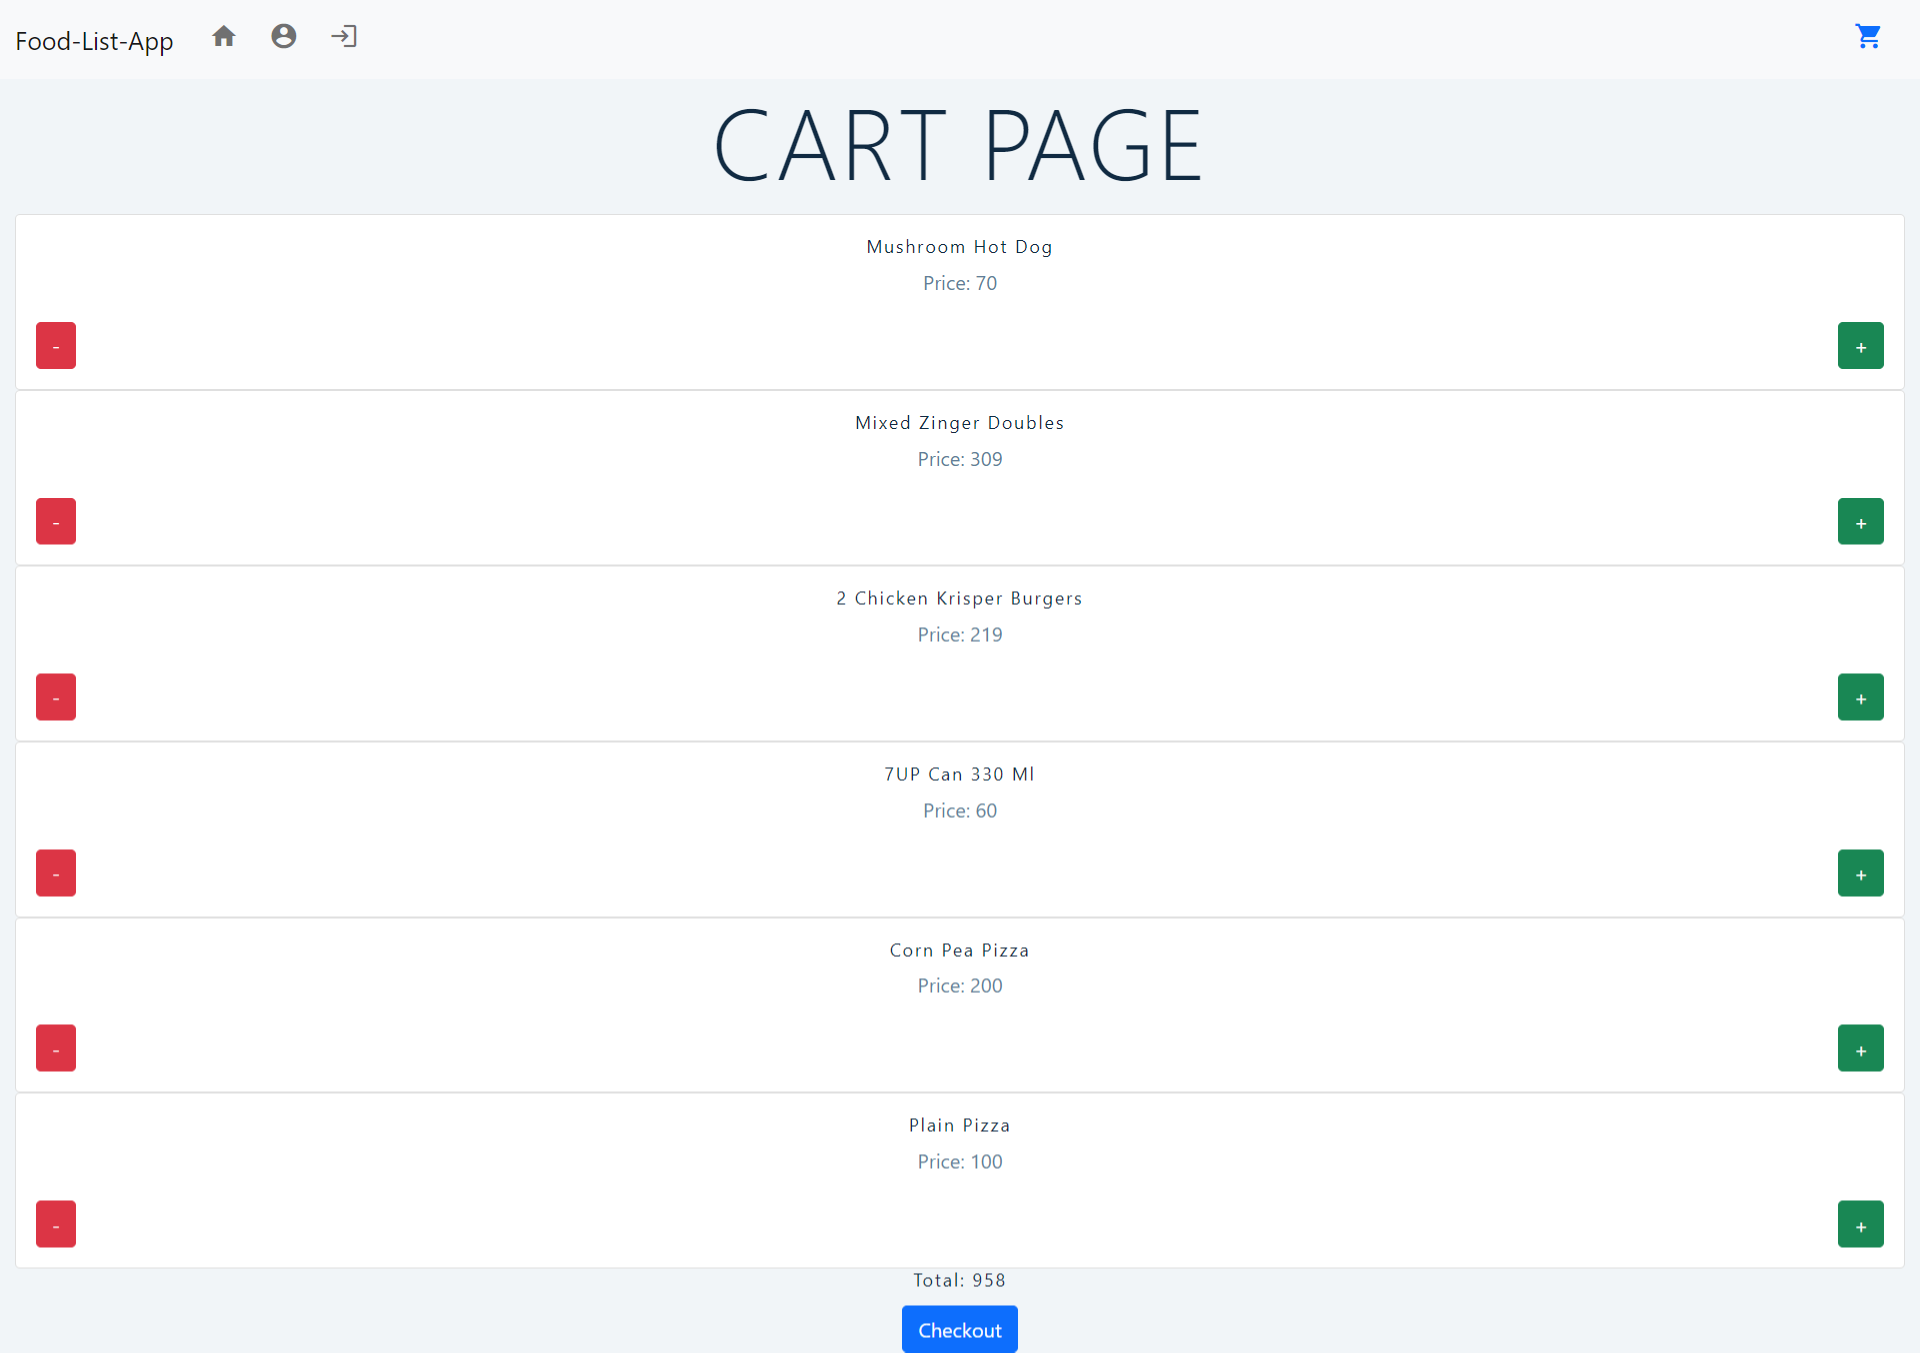 Food-List-App
CART PAGE
Mushroom Hot Dog
Price: 70
- +
Mixed Zinger Doubles
Price: 309
- +
2 Chicken Krisper Burgers
Price: 219
- +
7UP Can 330 Ml
Price: 60
- +
Corn Pea Pizza
Price: 200
- +
Plain Pizza
Price: 100
- +
Total: 958
Checkout